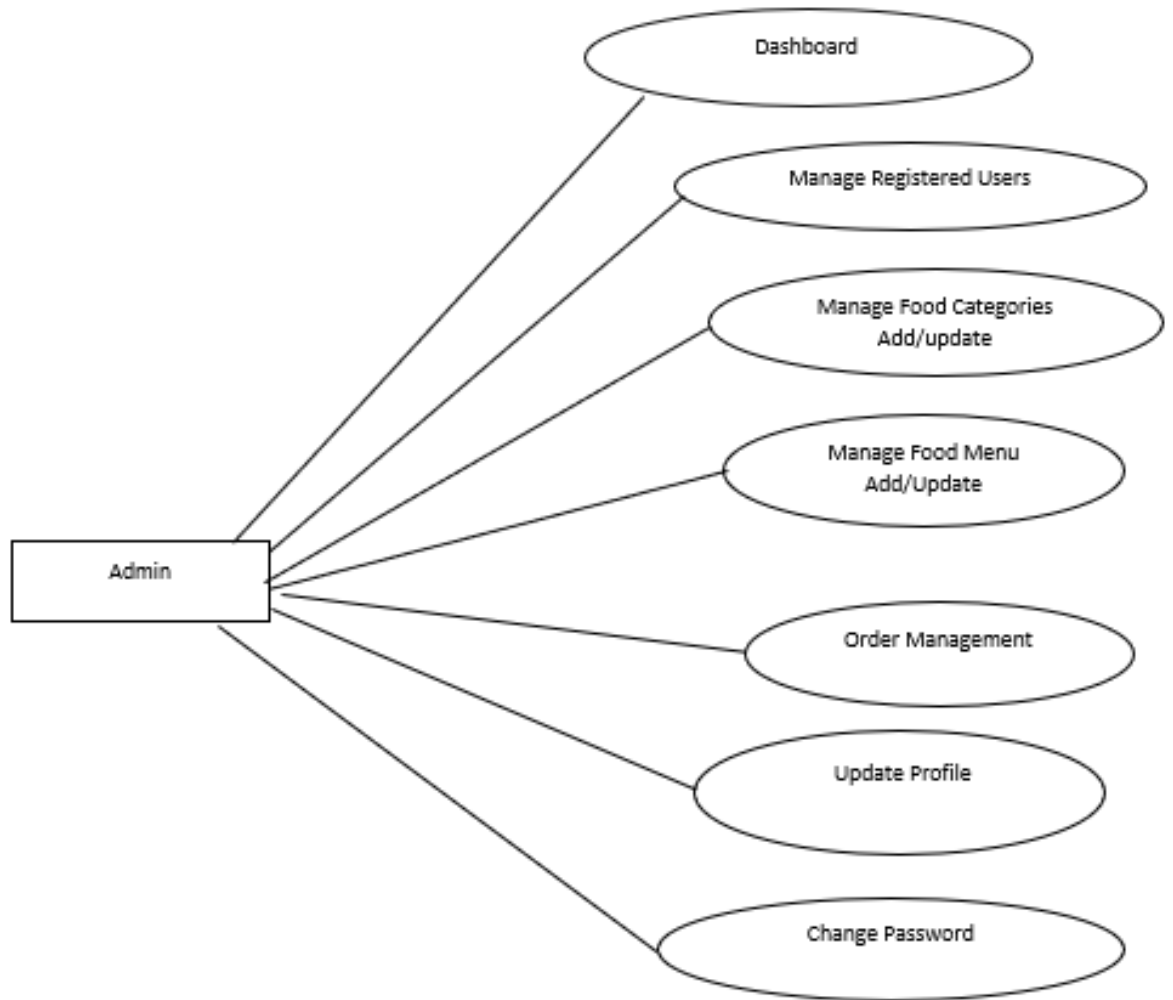 Dashboard
Manage Registered Users
Manage Food Categories
Add/update
Manage Food Menu
Add/Update
Admin
Order Management
Update Profile
Change Password